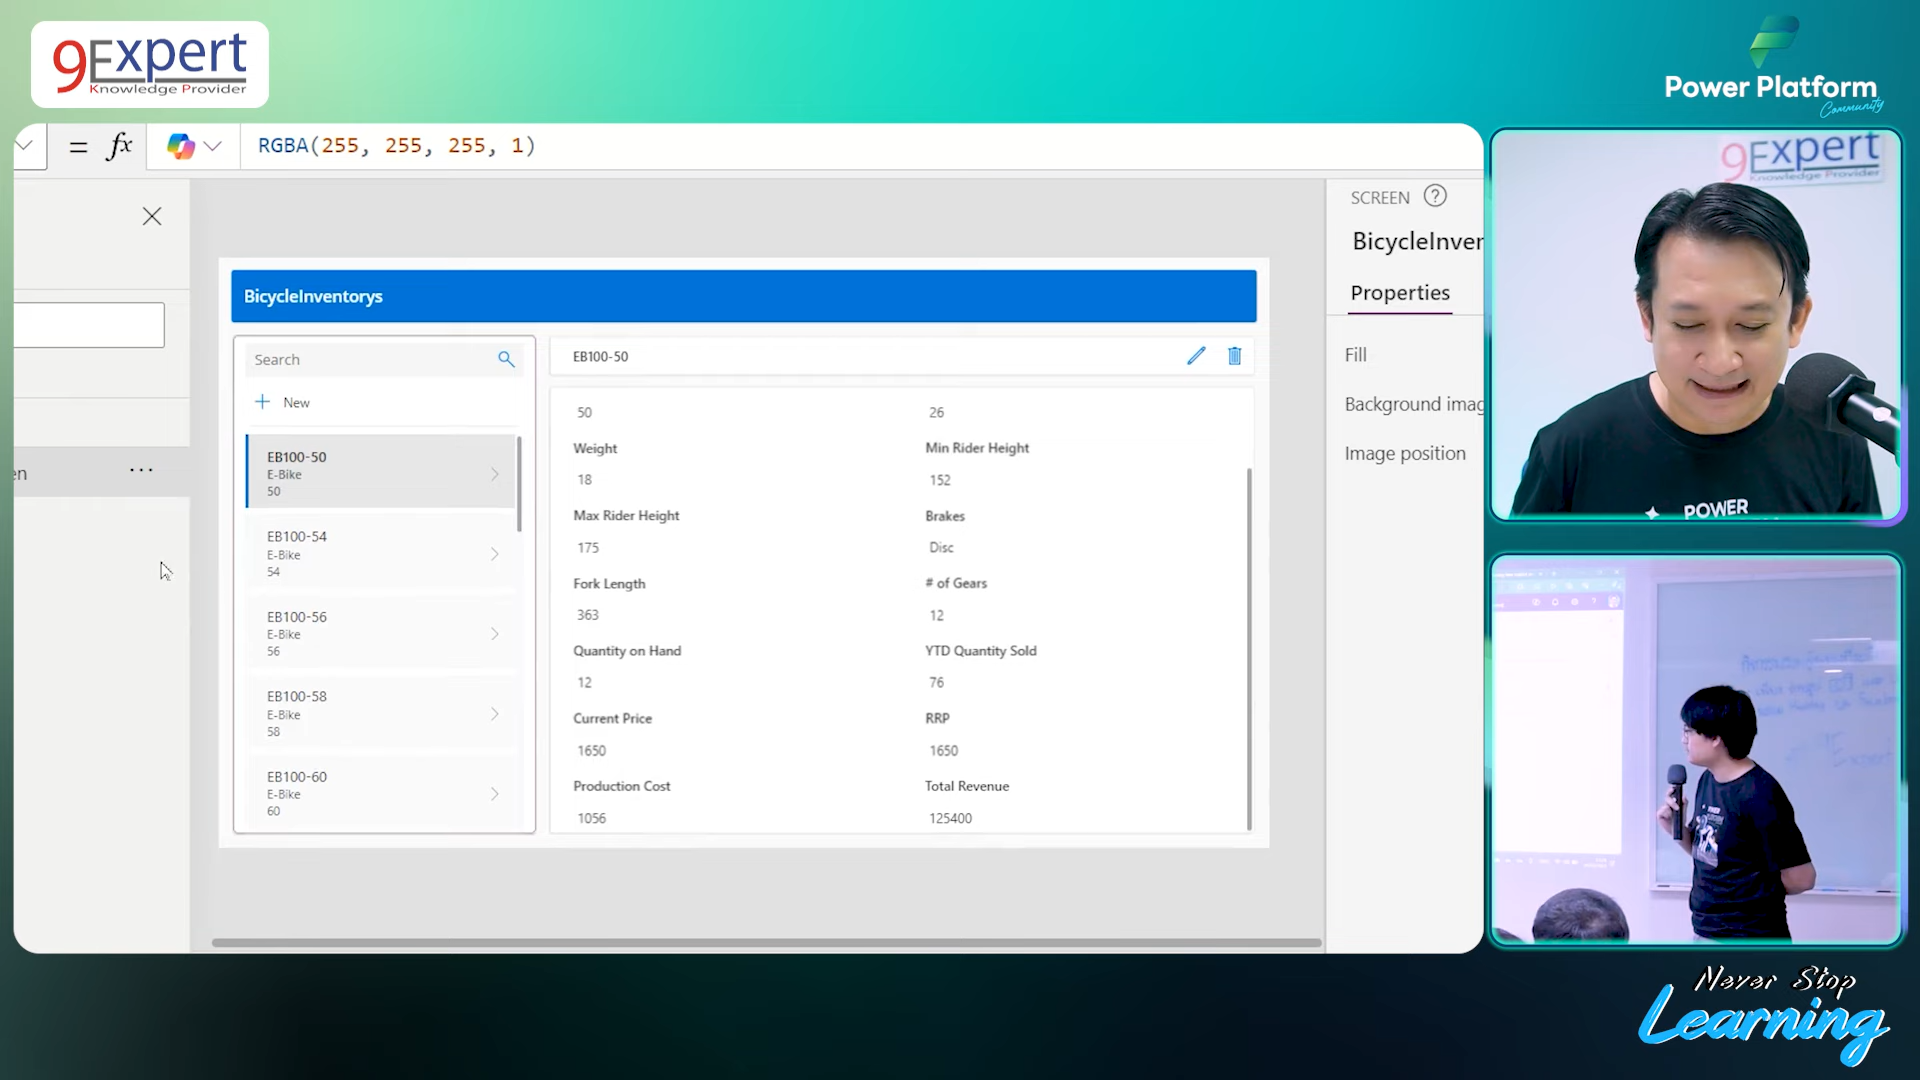 9Expert
Knowledge Provider
Power Platform
Community
= fx RGBA(255, 255, 255, 1)
SCREEN ?
BicycleInver
Properties
Fill
Background imag
Image position
en ...
BicycleInventorys
Search
New
EB100-50
E-Bike
50
EB100-54
E-Bike
54
EB100-56
E-Bike
56
EB100-58
E-Bike
58
EB100-60
E-Bike
60
EB100-50
50 26
Weight Min Rider Height
18 152
Max Rider Height Brakes
175 Disc
Fork Length # of Gears
363 12
Quantity on Hand YTD Quantity Sold
12 76
Current Price RRP
1650 1650
Production Cost Total Revenue
1056 125400
9Expert
Knowledge Provider
POWER
Never Stop
Learning